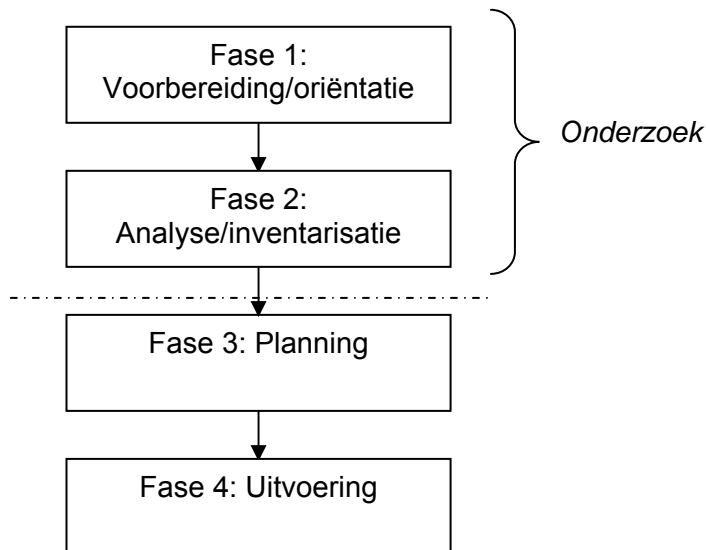 Fase 1:
Voorbereiding/oriëntatie
Onderzoek
Fase 2:
Analyse/inventarisatie
Fase 3: Planning
Fase 4: Uitvoering